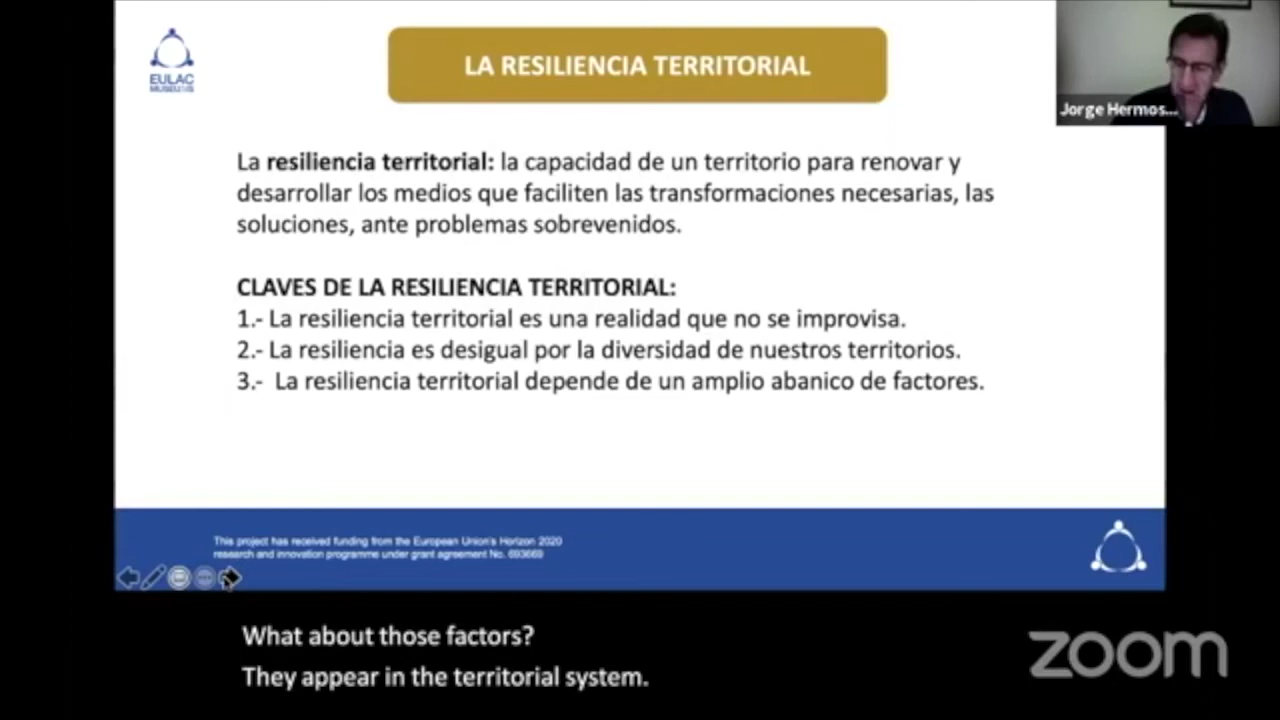 LA RESILIENCIA TERRITORIAL
EULAC
MUSEUMS
Jorge Hermos...
La resiliencia territorial: la capacidad de un territorio para renovar y
desarrollar los medios que faciliten las transformaciones necesarias, las
soluciones, ante problemas sobrevenidos.
CLAVES DE LA RESILIENCIA TERRITORIAL:
1.- La resiliencia territorial es una realidad que no se improvisa.
2.- La resiliencia es desigual por la diversidad de nuestros territorios.
3.- La resiliencia territorial depende de un amplio abanico de factores.
This project has received funding from the European Union's Horizon 2020
research and innovation programme under grant agreement No. 693669
What about those factors?
They appear in the territorial system.
zoom